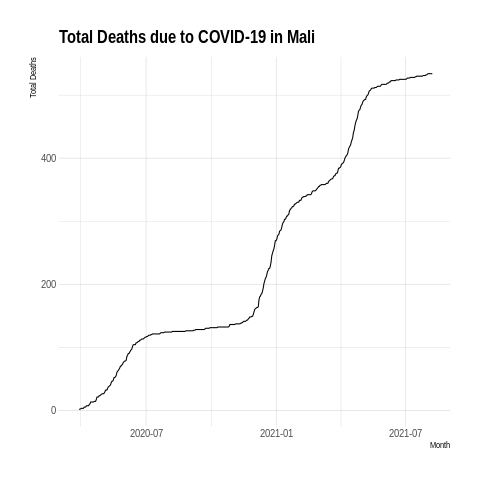 Total Deaths due to COVID-19 in Mali
Total Deaths
400
200
0
2020-07
2021-01
2021-07
Month